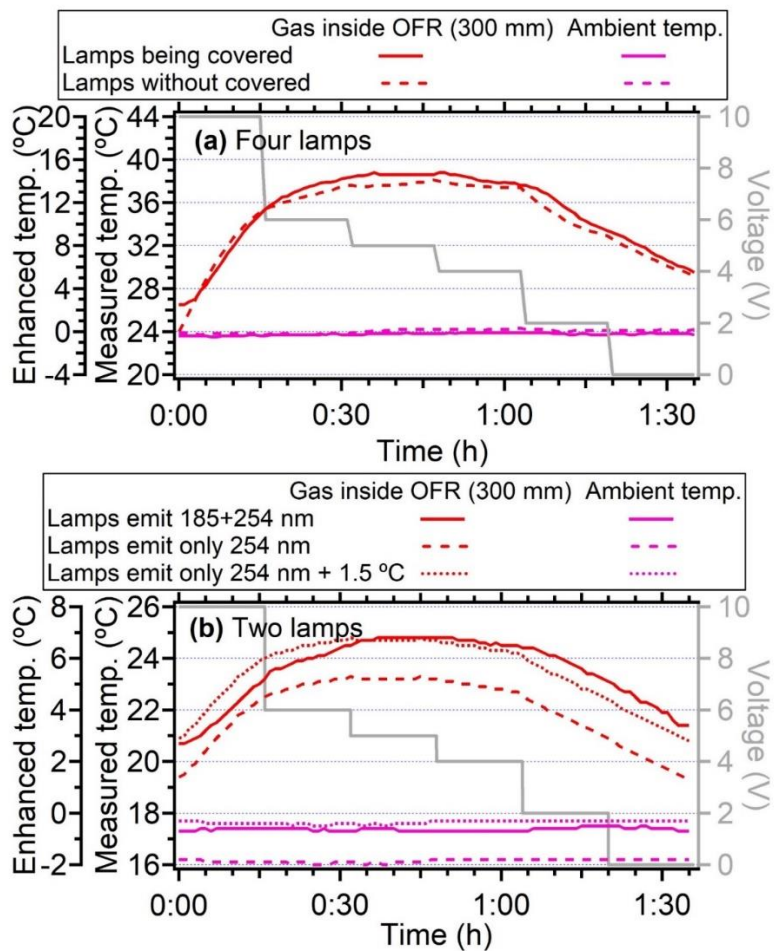 Gas inside OFR (300 mm) Ambient temp.
Lamps being covered
Lamps without covered
(a) Four lamps
Enhanced temp. (ºC)
20
16
12
8
4
0
-4
Measured temp. (ºC)
44
40
36
32
28
24
20
Voltage (V)
10
8
6
4
2
0
0:00 0:30 1:00 1:30
Time (h)
Gas inside OFR (300 mm) Ambient temp.
Lamps emit 185+254 nm
Lamps emit only 254 nm
Lamps emit only 254 nm + 1.5 ºC
(b) Two lamps
Enhanced temp. (ºC)
8
6
4
2
0
-2
Measured temp. (ºC)
26
24
22
20
18
16
Voltage (V)
10
8
6
4
2
0
0:00 0:30 1:00 1:30
Time (h)